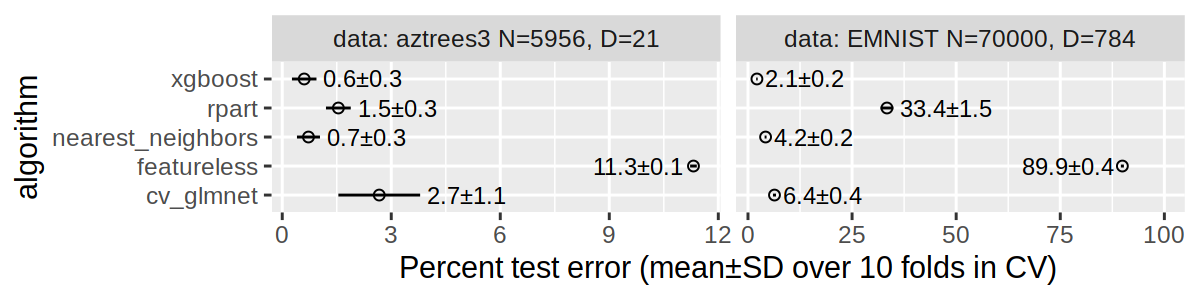 data: aztrees3 N=5956, D=21
data: EMNIST N=70000, D=784
algorithm
xgboost
0.6±0.3
2.1±0.2
rpart
1.5±0.3
33.4±1.5
nearest_neighbors
0.7±0.3
4.2±0.2
featureless
11.3±0.1
89.9±0.4
cv_glmnet
2.7±1.1
6.4±0.4
0 3 6 9 12
0 25 50 75 100
Percent test error (mean±SD over 10 folds in CV)